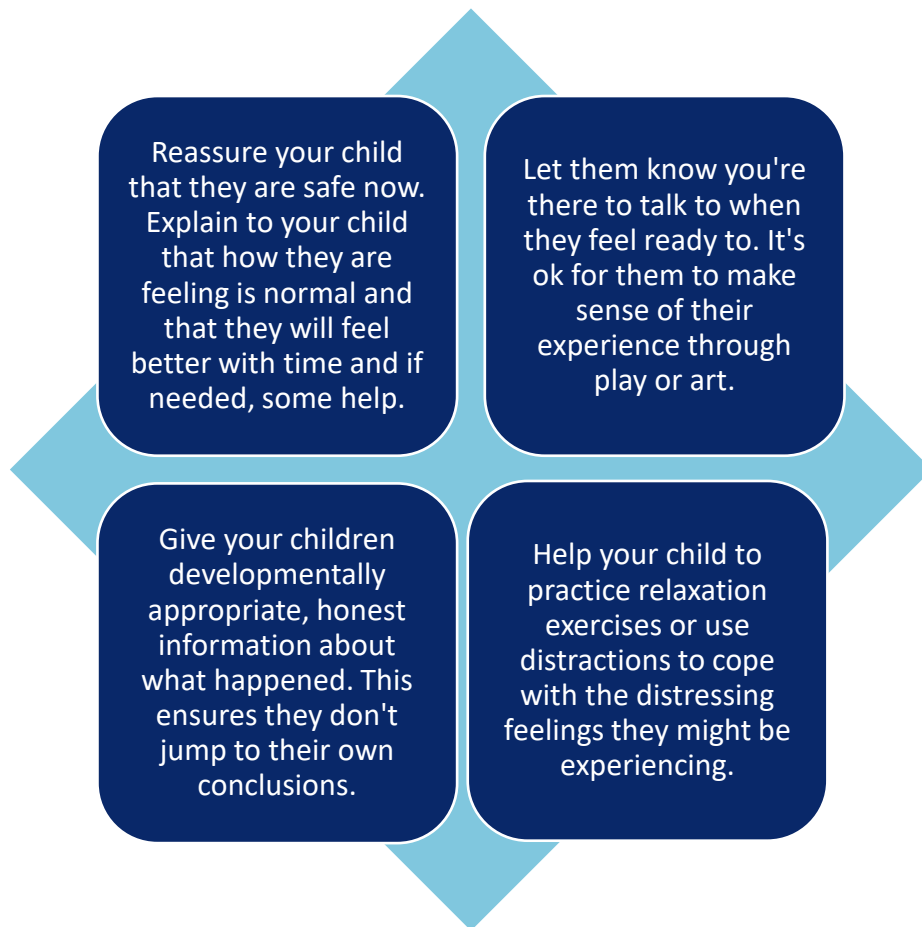 Reassure your child
that they are safe now.
Explain to your child
that how they are
feeling is normal and
that they will feel
better with time and if
needed, some help.
Let them know you're
there to talk to when
they feel ready to. It's
ok for them to make
sense of their
experience through
play or art.
Give your children
developmentally
appropriate, honest
information about
what happened. This
ensures they don't
jump to their own
conclusions.
Help your child to
practice relaxation
exercises or use
distractions to cope
with the distressing
feelings they might be
experiencing.